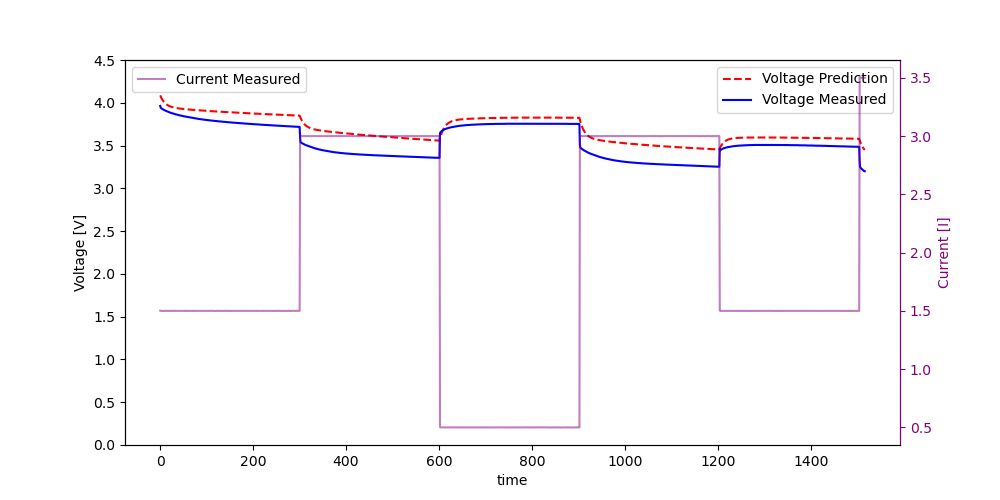 Current Measured
Voltage Prediction
Voltage Measured
Voltage [V]
4.5
4.0
3.5
3.0
2.5
2.0
1.5
1.0
0.5
0.0
0 200 400 600 800 1000 1200 1400
time
3.5
3.0
2.5
2.0
1.5
1.0
0.5
Current [I]